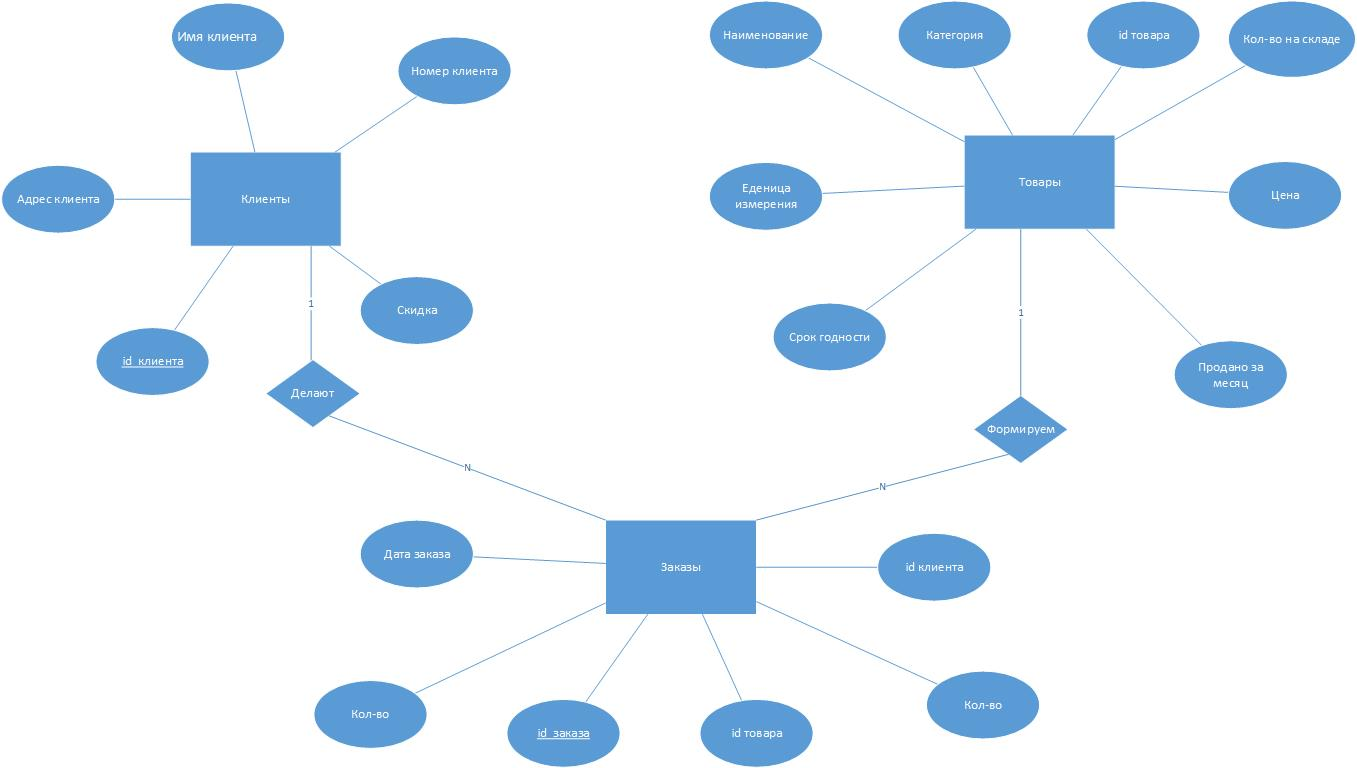 Имя клиента
Номер клиента
Адрес клиента
Клиенты
id_клиента
Скидка
1
Делают
N
Наименование
Категория
id товара
Кол-во на складе
Еденица
измерения
Товары
Цена
Срок годности
1
Продано за
месяц
Формируем
N
Дата заказа
Заказы
id клиента
Кол-во
id_заказа
id товара
Кол-во